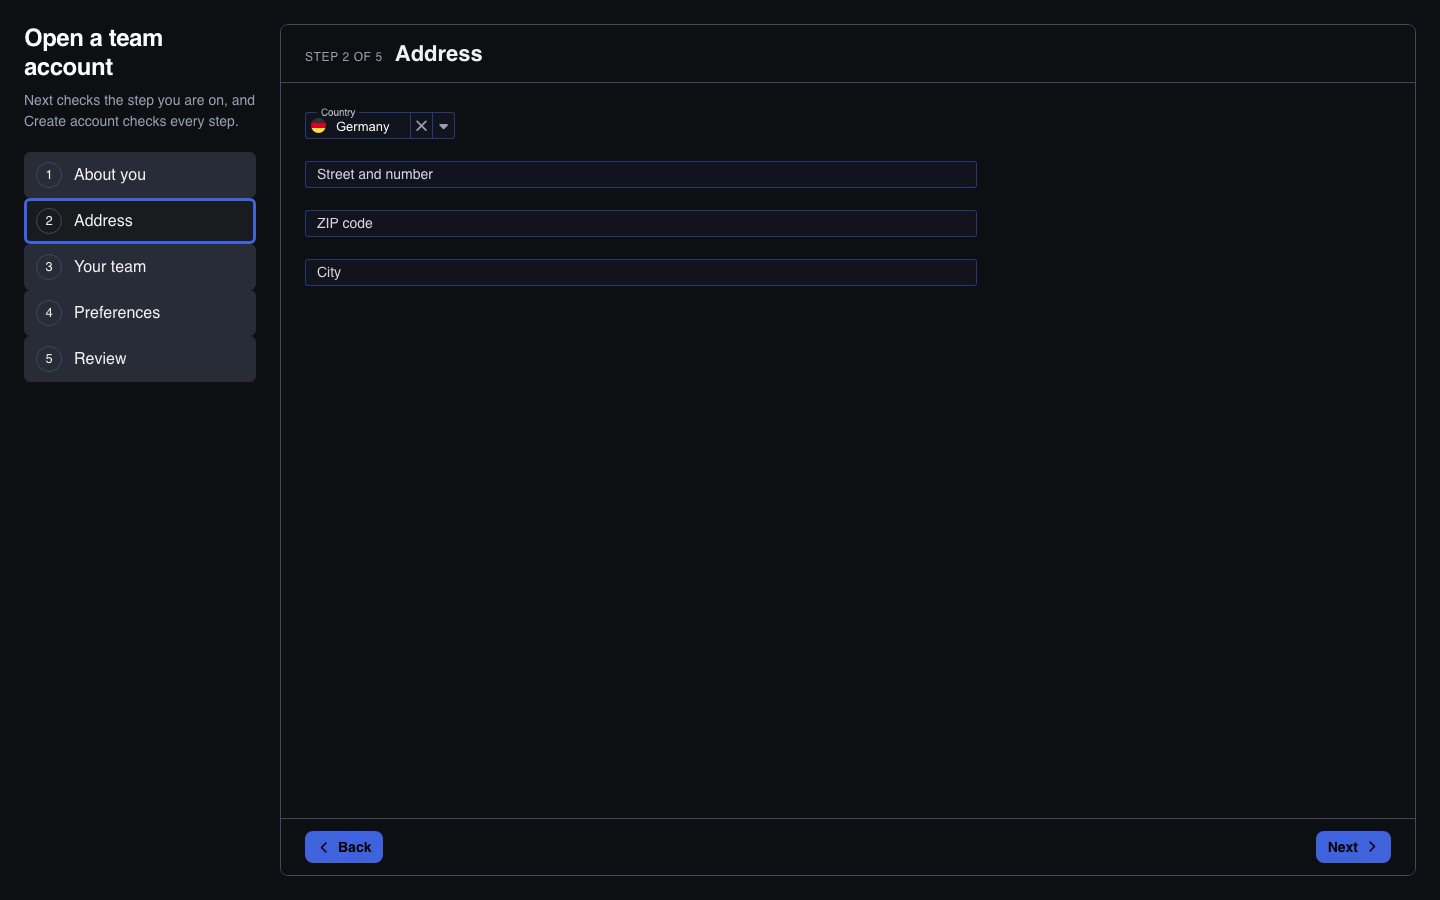 Open a team
account
Next checks the step you are on, and
Create account checks every step.
1 About you
2 Address
3 Your team
4 Preferences
5 Review
STEP 2 OF 5 Address
Country
Germany
Street and number
ZIP code
City
Back
Next